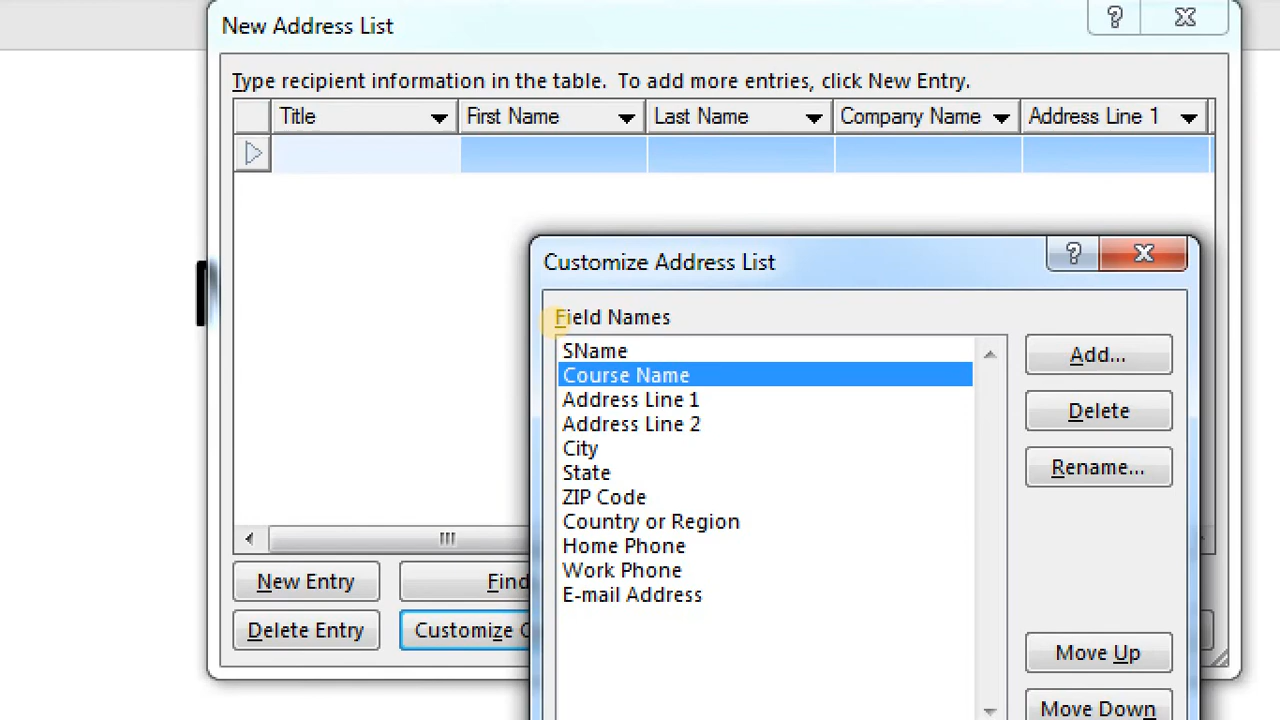 New Address List
Type recipient information in the table. To add more entries, click New Entry.
Title First Name Last Name Company Name Address Line 1
Customize Address List
Field Names
SName
Course Name
Address Line 1
Address Line 2
City
State
ZIP Code
Country or Region
Home Phone
Work Phone
E-mail Address
Add...
Delete
Rename...
Move Up
Move Down
New Entry
Find
Delete Entry
Customize